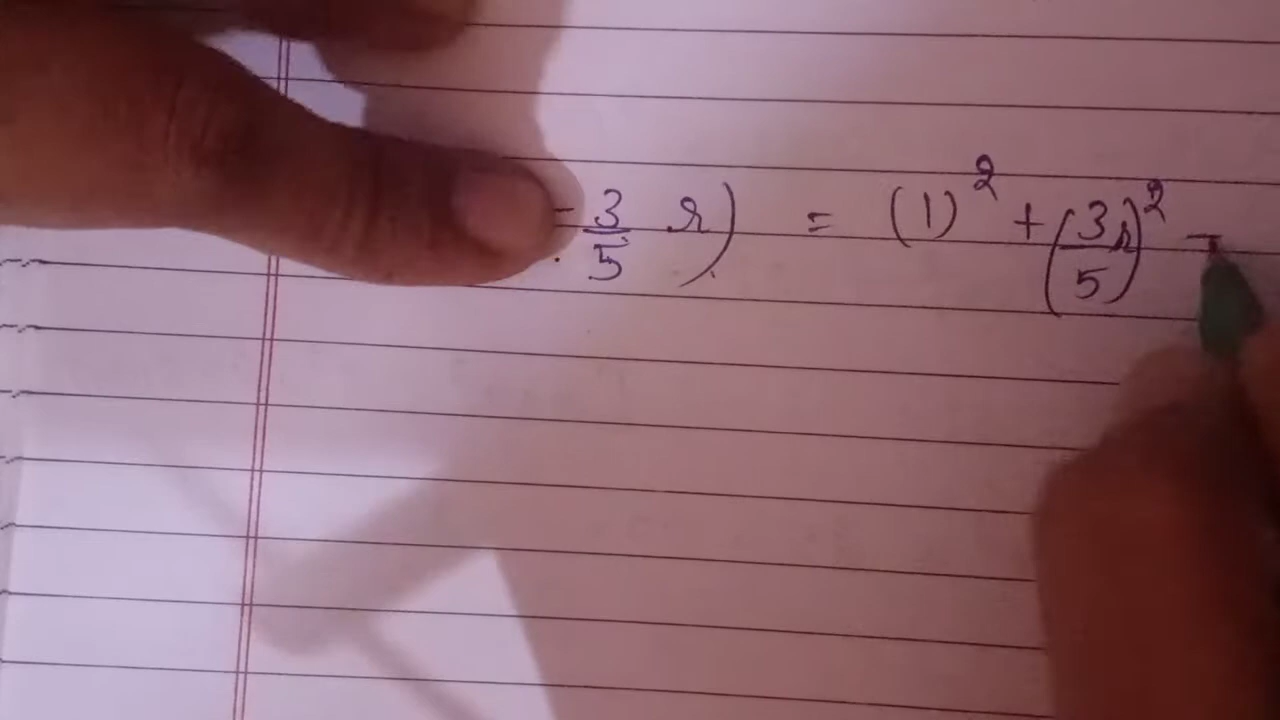 - 3/5 r) = (1)² + (3r/5)² -